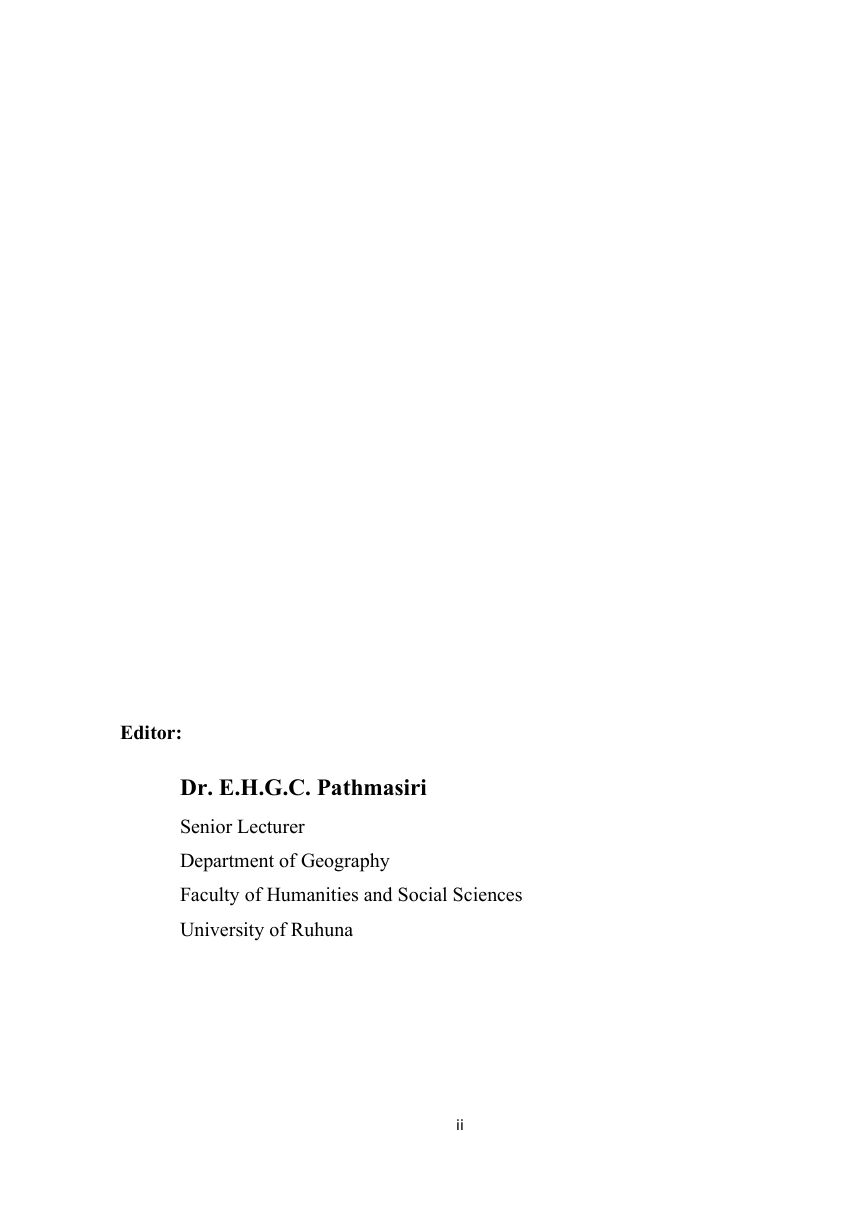 Editor:
Dr. E.H.G.C. Pathmasiri
Senior Lecturer
Department of Geography
Faculty of Humanities and Social Sciences
University of Ruhuna
ii